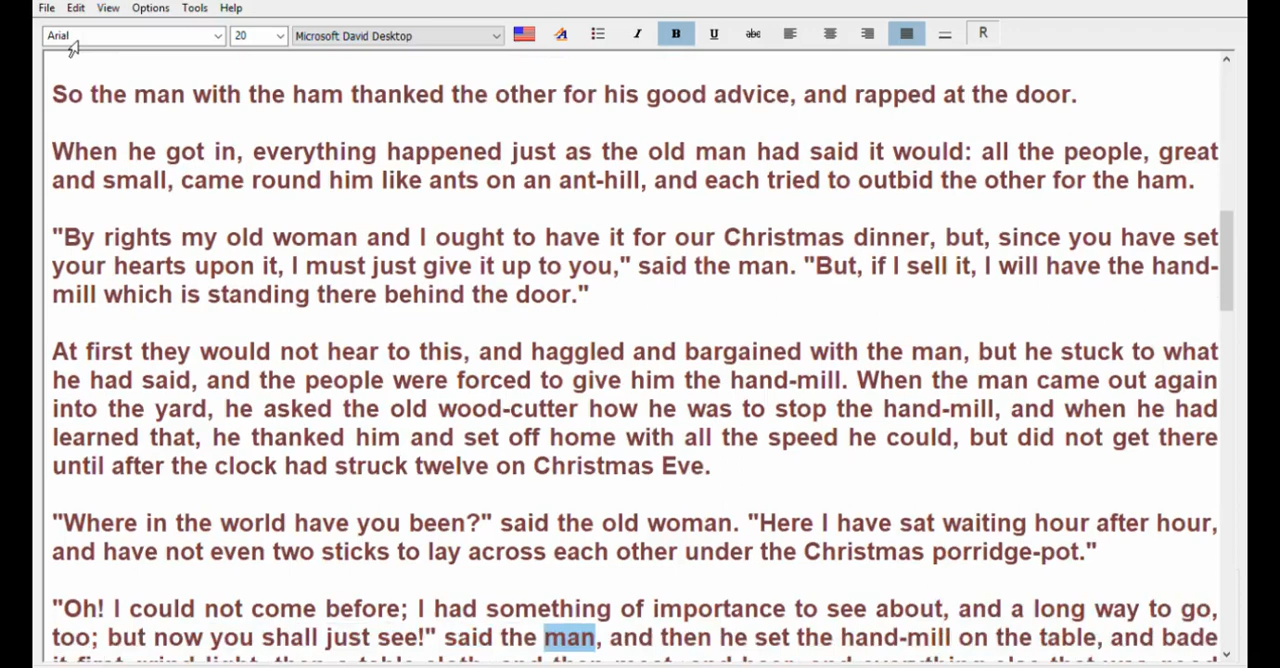 File Edit View Options Tools Help
Arial 20 Microsoft David Desktop I B U abc R
So the man with the ham thanked the other for his good advice, and rapped at the door.
When he got in, everything happened just as the old man had said it would: all the people, great
and small, came round him like ants on an ant-hill, and each tried to outbid the other for the ham.
"By rights my old woman and I ought to have it for our Christmas dinner, but, since you have set
your hearts upon it, I must just give it up to you," said the man. "But, if I sell it, I will have the hand-
mill which is standing there behind the door."
At first they would not hear to this, and haggled and bargained with the man, but he stuck to what
he had said, and the people were forced to give him the hand-mill. When the man came out again
into the yard, he asked the old wood-cutter how he was to stop the hand-mill, and when he had
learned that, he thanked him and set off home with all the speed he could, but did not get there
until after the clock had struck twelve on Christmas Eve.
"Where in the world have you been?" said the old woman. "Here I have sat waiting hour after hour,
and have not even two sticks to lay across each other under the Christmas porridge-pot."
"Oh! I could not come before; I had something of importance to see about, and a long way to go,
too; but now you shall just see!" said the man, and then he set the hand-mill on the table, and bade